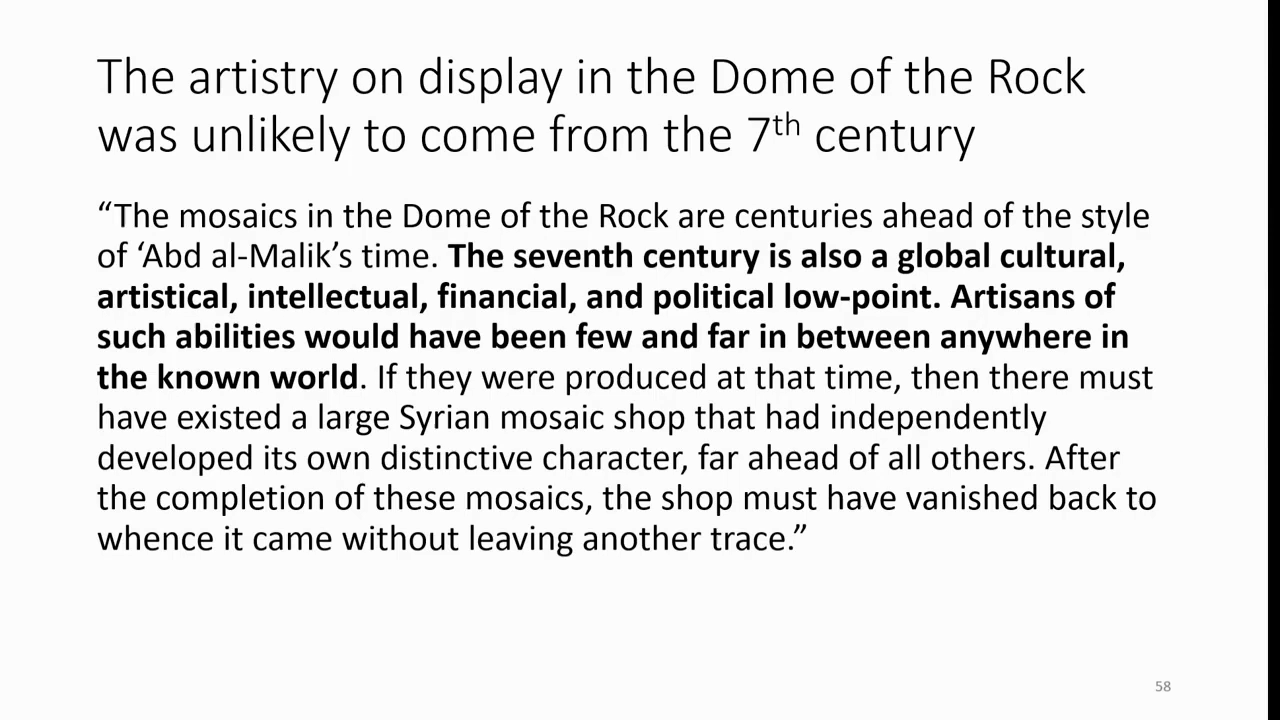 The artistry on display in the Dome of the Rock
was unlikely to come from the 7th century
“The mosaics in the Dome of the Rock are centuries ahead of the style
of ‘Abd al-Malik’s time. The seventh century is also a global cultural,
artistical, intellectual, financial, and political low-point. Artisans of
such abilities would have been few and far in between anywhere in
the known world. If they were produced at that time, then there must
have existed a large Syrian mosaic shop that had independently
developed its own distinctive character, far ahead of all others. After
the completion of these mosaics, the shop must have vanished back to
whence it came without leaving another trace.”
58